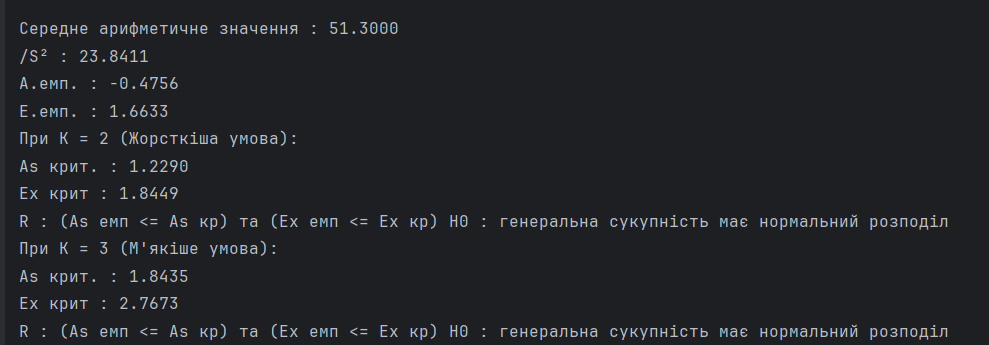 Середне арифметичне значення : 51.3000
/S² : 23.8411
А.емп. : -0.4756
Е.емп. : 1.6633
При К = 2 (Жорсткіша умова):
As крит. : 1.2290
Ex крит : 1.8449
R : (As емп <= As кр) та (Ex емп <= Ex кр) H0 : генеральна сукупність має нормальний розподіл
При К = 3 (М'якіше умова):
As крит. : 1.8435
Ex крит : 2.7673
R : (As емп <= As кр) та (Ex емп <= Ex кр) H0 : генеральна сукупність має нормальний розподіл